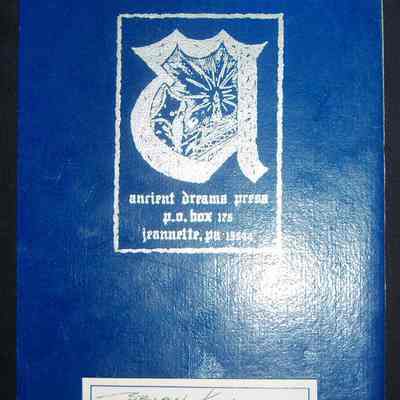 a
ancient dreams press
p.o. box 175
jeannette, pa 15644